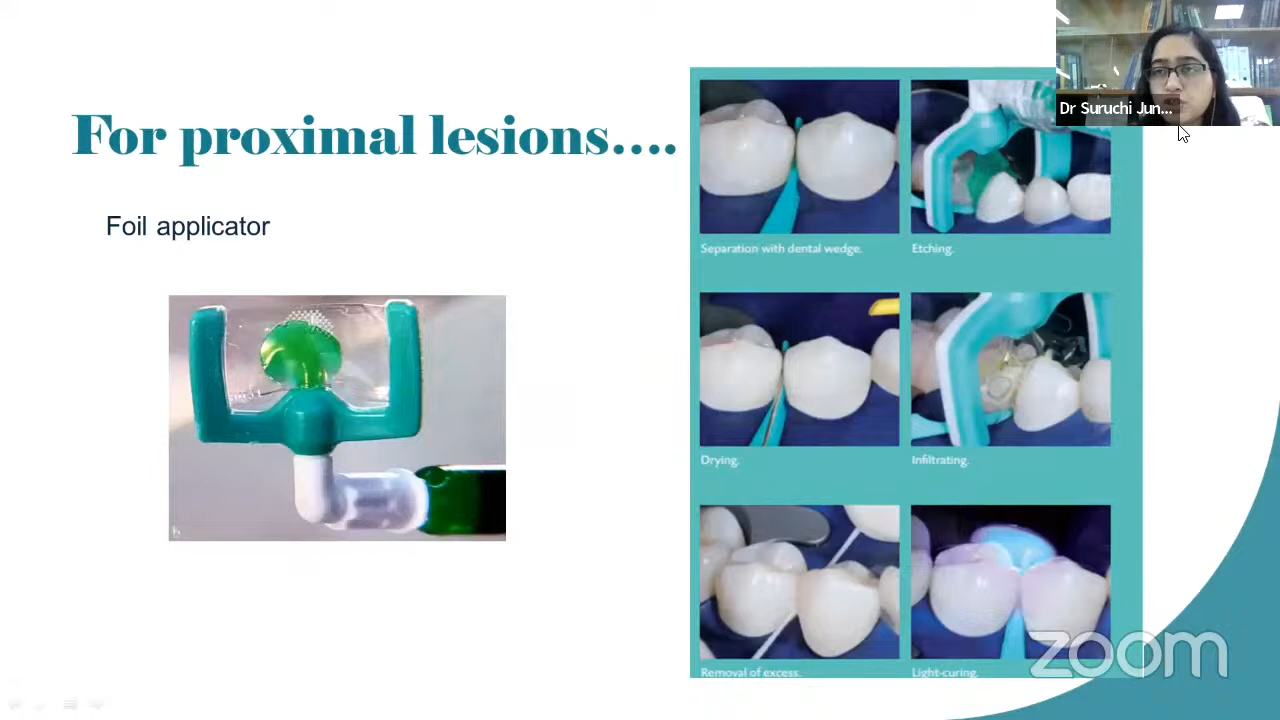 For proximal lesions....
Foil applicator
Dr Suruchi Jun...
Separation with dental wedge.
Etching.
Drying.
Infiltrating.
Removal of excess.
Light-curing.
zoom